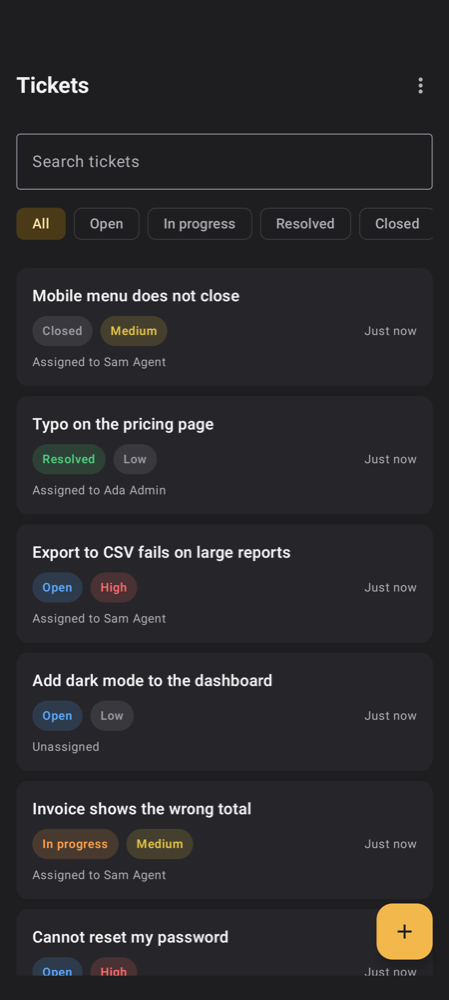 Tickets
Search tickets
All Open In progress Resolved Closed
Mobile menu does not close
Closed Medium Just now
Assigned to Sam Agent
Typo on the pricing page
Resolved Low Just now
Assigned to Ada Admin
Export to CSV fails on large reports
Open High Just now
Assigned to Sam Agent
Add dark mode to the dashboard
Open Low Just now
Unassigned
Invoice shows the wrong total
In progress Medium Just now
Assigned to Sam Agent
Cannot reset my password
Open High Just now
+